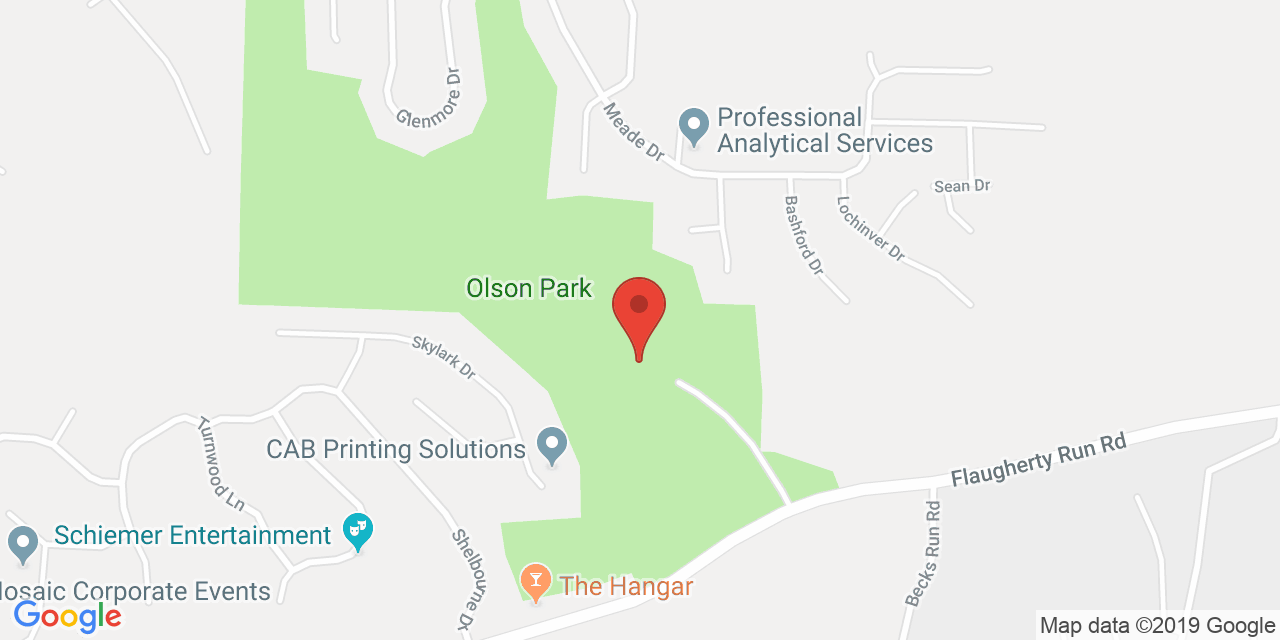 Glenmore Dr
Meade Dr
Professional
Analytical Services
Sean Dr
Bashford Dr
Lochinver Dr
Olson Park
Skylark Dr
Turnwood Ln
CAB Printing Solutions
Flaugherty Run Rd
Schiemer Entertainment
Shelbourne Dr
Becks Run Rd
The Hangar
Mosaic Corporate Events
Google
Map data ©2019 Google